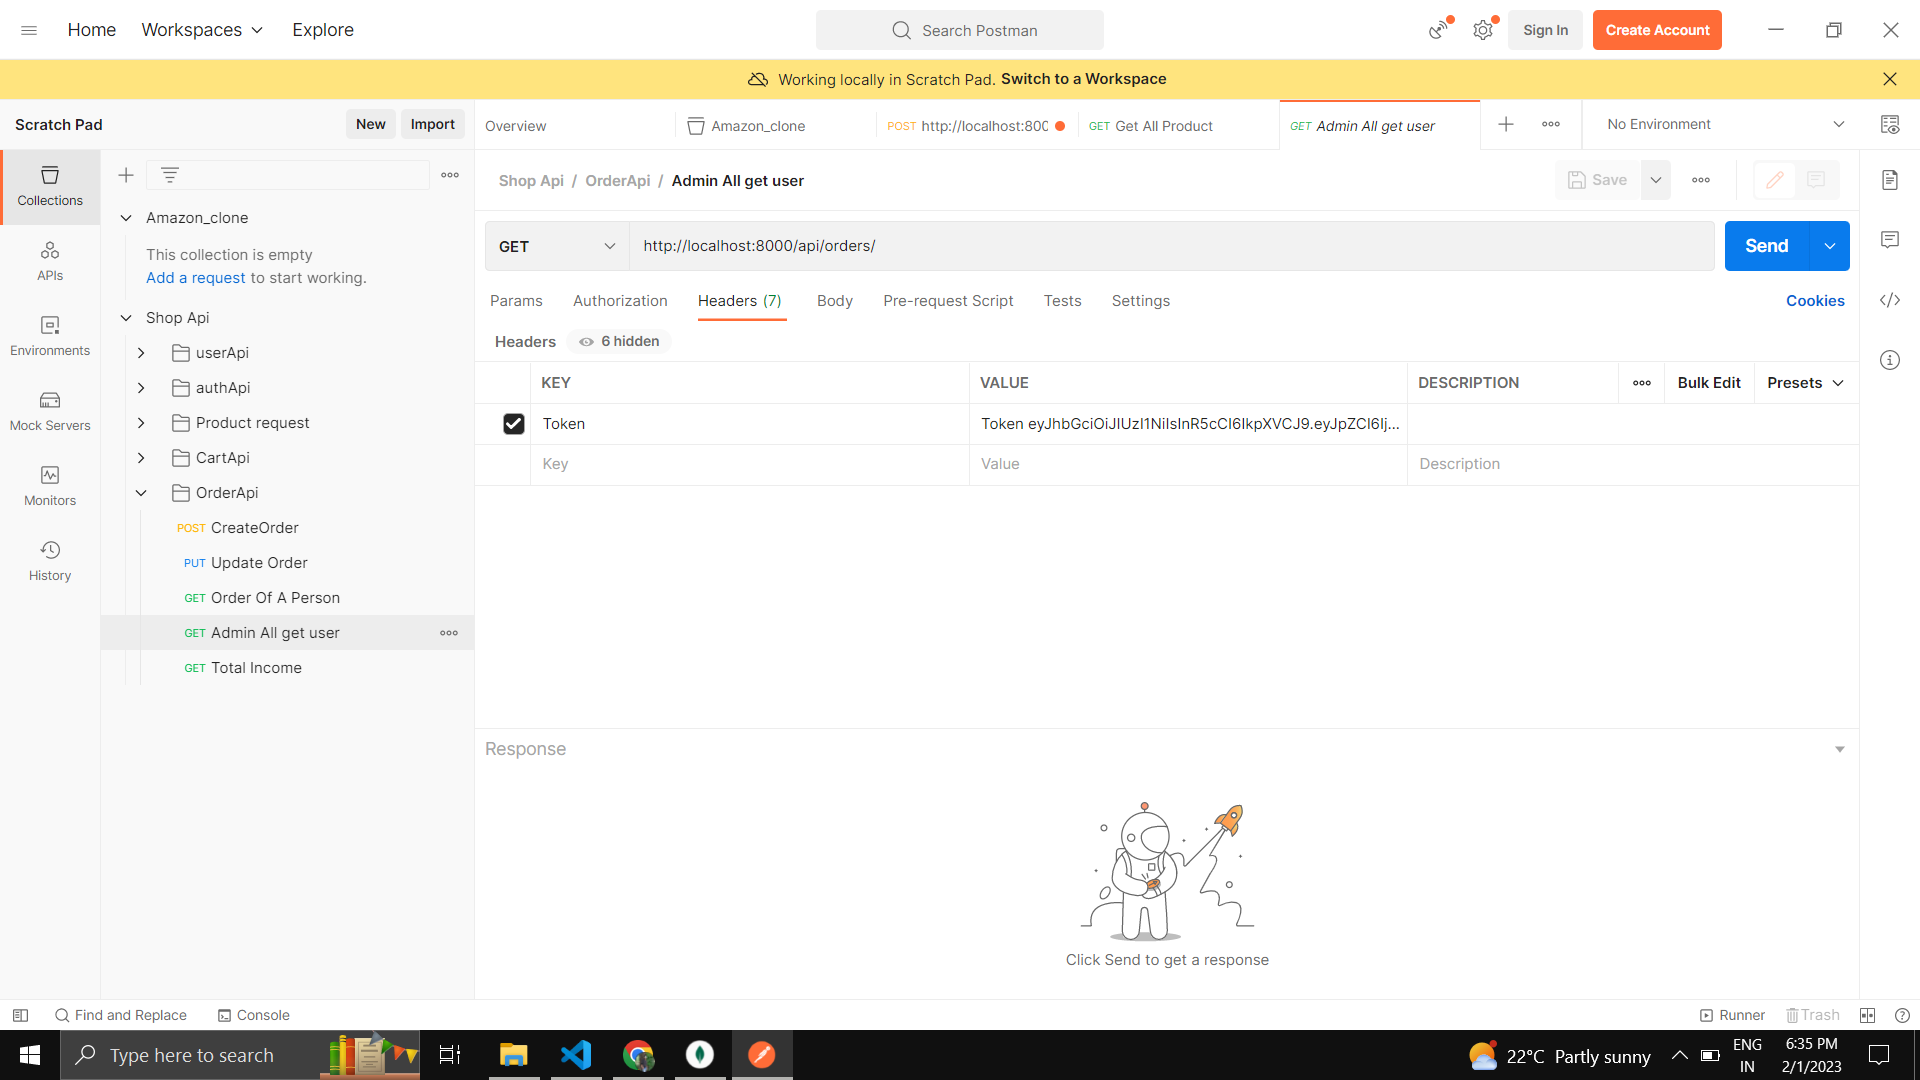 Home Workspaces Explore Search Postman Sign In Create Account
Working locally in Scratch Pad. Switch to a Workspace
Scratch Pad New Import Overview Amazon_clone POST http://localhost:800 GET Get All Product GET Admin All get user No Environment
Collections
APIs
Environments
Mock Servers
Monitors
History
Amazon_clone
This collection is empty
Add a request to start working.
Shop Api
userApi
authApi
Product request
CartApi
OrderApi
POST CreateOrder
PUT Update Order
GET Order Of A Person
GET Admin All get user
GET Total Income
Shop Api / OrderApi / Admin All get user Save
GET http://localhost:8000/api/orders/ Send
Params Authorization Headers (7) Body Pre-request Script Tests Settings Cookies
Headers 6 hidden
KEY VALUE DESCRIPTION Bulk Edit Presets
Token Token eyJhbGciOiJIUzI1NiIsInR5cCI6IkpXVCJ9.eyJpZCI6Ij...
Key Value Description
Response
Click Send to get a response
Find and Replace Console Runner Trash
Type here to search 22°C Partly sunny ENG IN 6:35 PM 2/1/2023